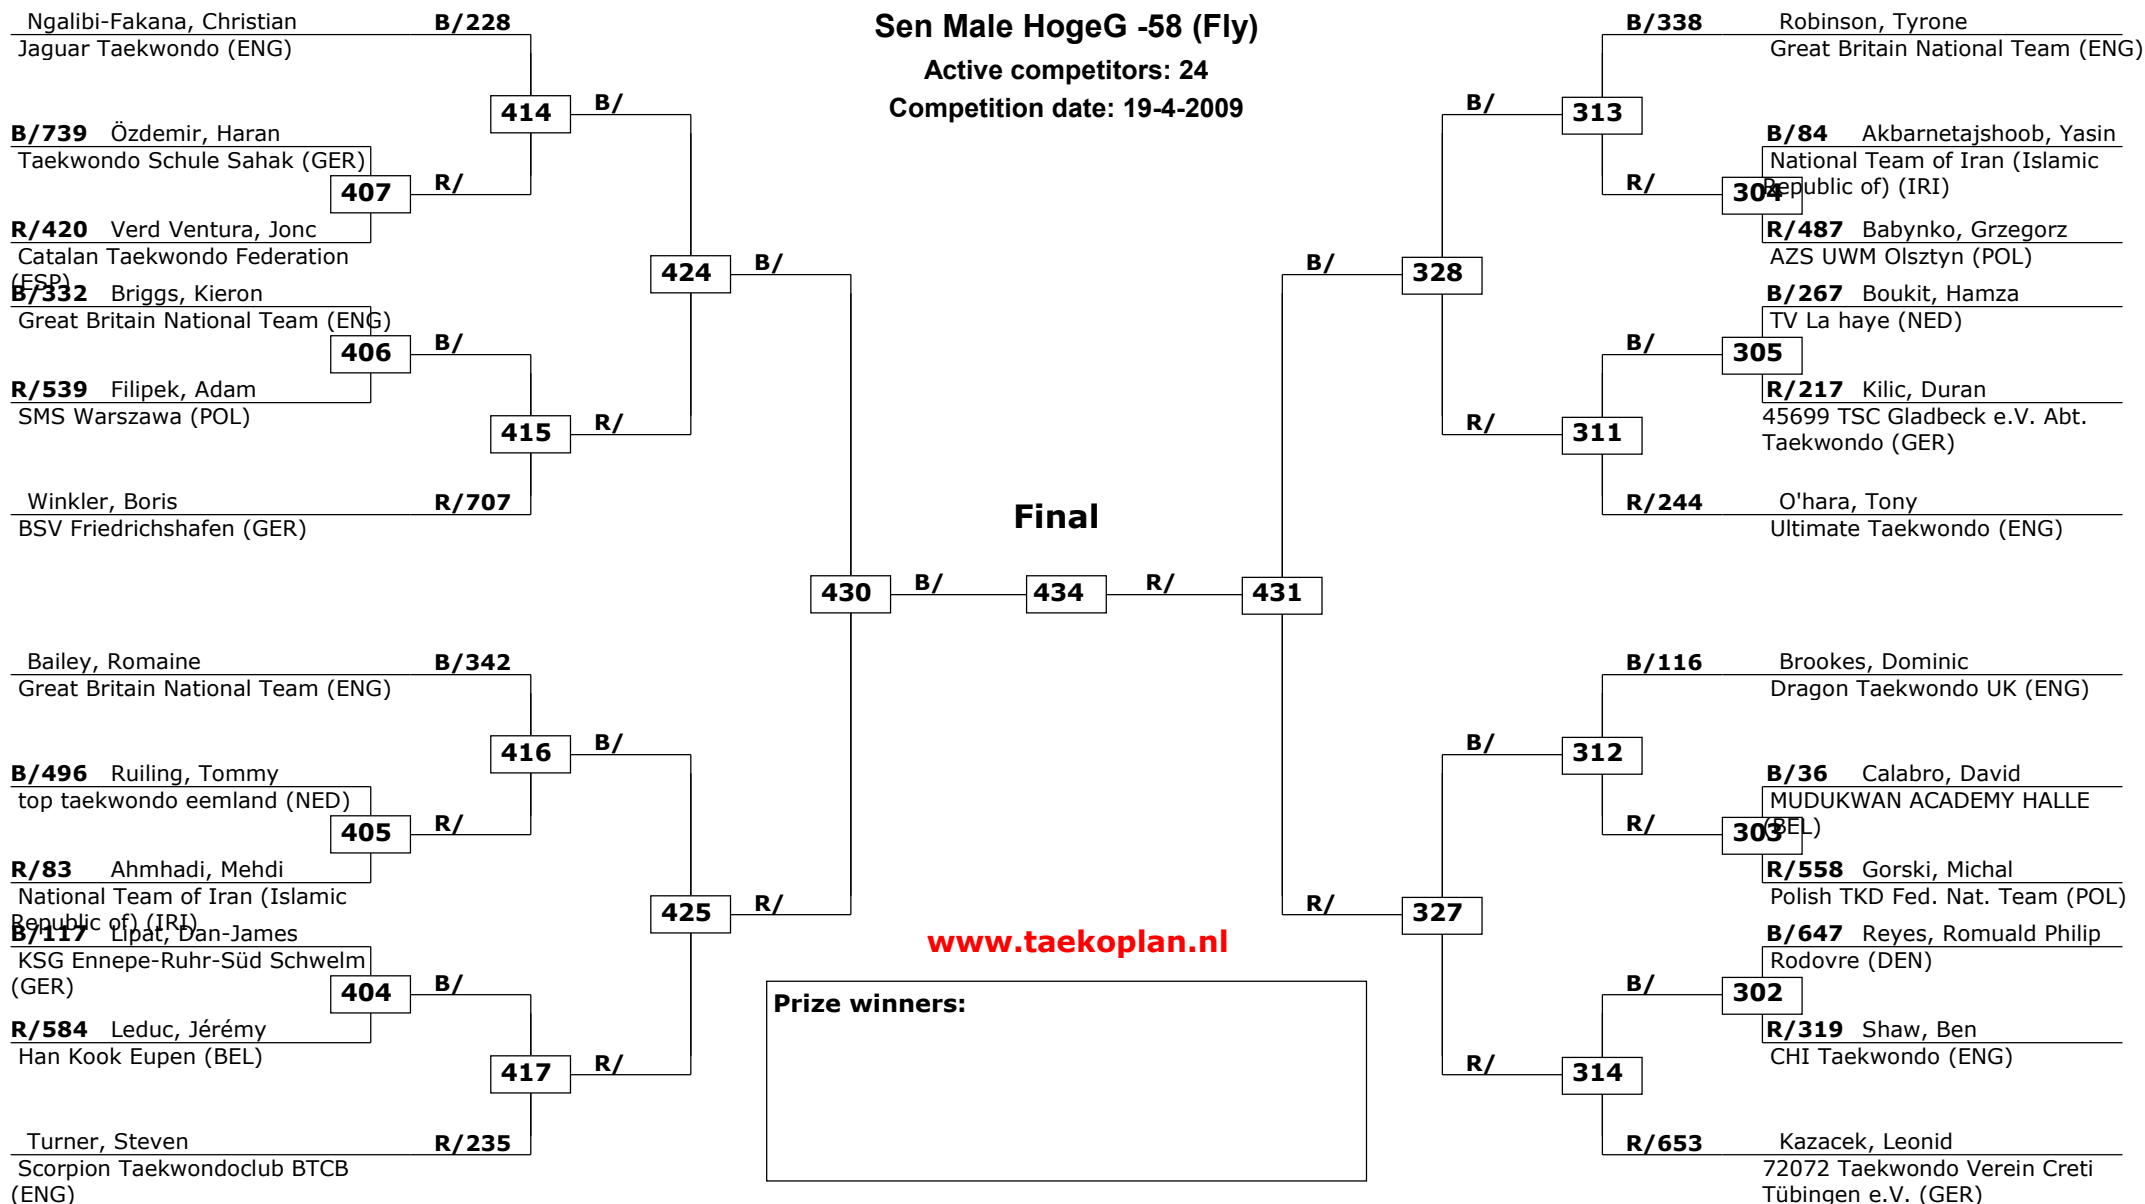 Sen Male HogeG -58 (Fly)
Active competitors: 24
Competition date: 19-4-2009
Ngalibi-Fakana, Christian
B/228
Jaguar Taekwondo (ENG)
414
B/
B/739 Özdemir, Haran
Taekwondo Schule Sahak (GER)
407
R/
R/420 Verd Ventura, Jonc
Catalan Taekwondo Federation
(ESP)
424
B/
B/332 Briggs, Kieron
Great Britain National Team (ENG)
406
B/
R/539 Filipek, Adam
SMS Warszawa (POL)
415
R/
Winkler, Boris
R/707
BSV Friedrichshafen (GER)
Final
430
B/
434
R/
431
Bailey, Romaine
B/342
Great Britain National Team (ENG)
416
B/
B/496 Ruiling, Tommy
top taekwondo eemland (NED)
405
R/
R/83 Ahmhadi, Mehdi
National Team of Iran (Islamic
Republic of) (IRI)
425
R/
B/117 Lipat, Dan-James
KSG Ennepe-Ruhr-Süd Schwelm
(GER)
404
B/
R/584 Leduc, Jérémy
Han Kook Eupen (BEL)
417
R/
Turner, Steven
R/235
Scorpion Taekwondoclub BTCB
(ENG)
www.taekoplan.nl
Prize winners:
B/338
Robinson, Tyrone
Great Britain National Team (ENG)
B/
313
B/84 Akbarnetajshoob, Yasin
National Team of Iran (Islamic
Republic of) (IRI)
R/
304
R/487 Babynko, Grzegorz
AZS UWM Olsztyn (POL)
B/
328
B/267 Boukit, Hamza
TV La haye (NED)
B/
305
R/217 Kilic, Duran
45699 TSC Gladbeck e.V. Abt.
Taekwondo (GER)
R/
311
R/244
O'hara, Tony
Ultimate Taekwondo (ENG)
B/116
Brookes, Dominic
Dragon Taekwondo UK (ENG)
B/
312
B/36 Calabro, David
MUDUKWAN ACADEMY HALLE
(BEL)
R/
303
R/558 Gorski, Michal
Polish TKD Fed. Nat. Team (POL)
R/
327
B/647 Reyes, Romuald Philip
Rodovre (DEN)
B/
302
R/319 Shaw, Ben
CHI Taekwondo (ENG)
R/
314
R/653
Kazacek, Leonid
72072 Taekwondo Verein Creti
Tübingen e.V. (GER)